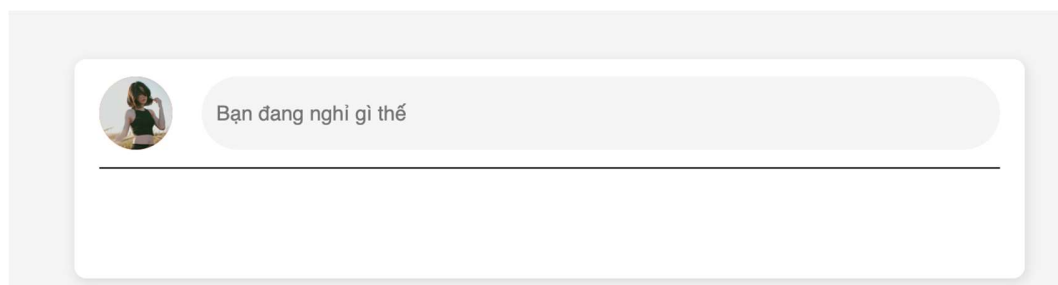 Bạn đang nghỉ gì thế